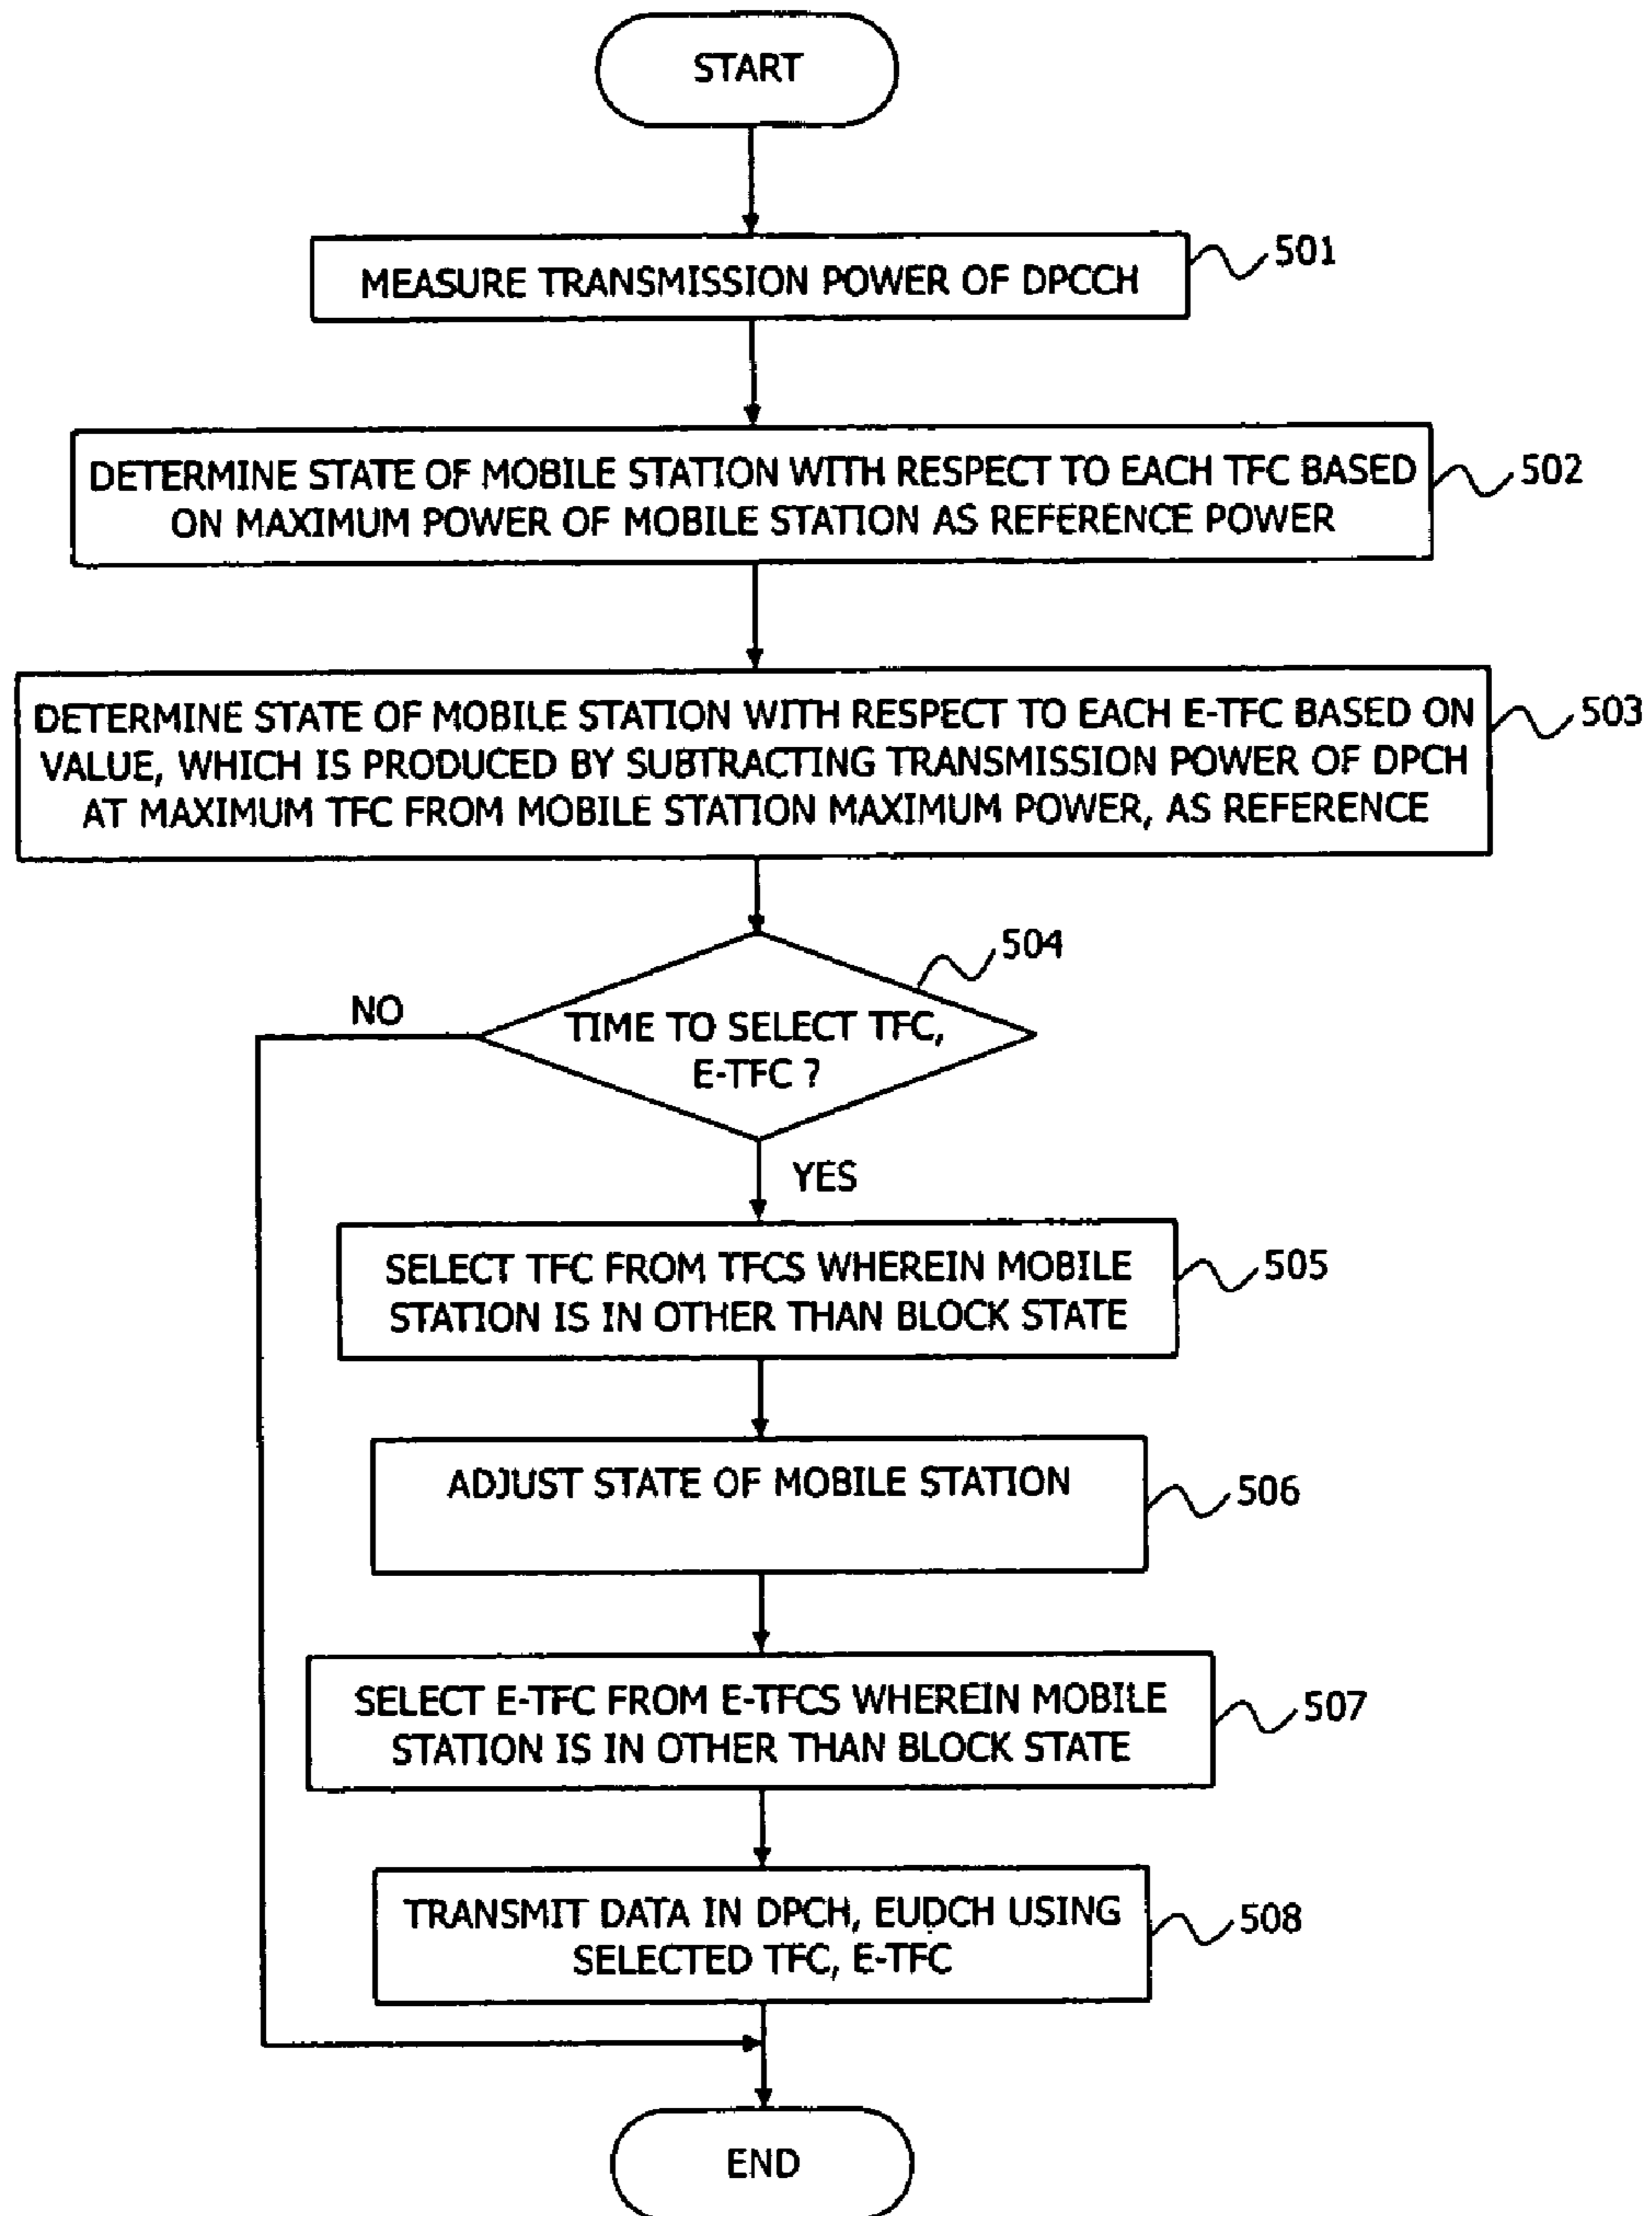 START
MEASURE TRANSMISSION POWER OF DPCCH
501
DETERMINE STATE OF MOBILE STATION WITH RESPECT TO EACH TFC BASED
ON MAXIMUM POWER OF MOBILE STATION AS REFERENCE POWER
502
DETERMINE STATE OF MOBILE STATION WITH RESPECT TO EACH E-TFC BASED ON
VALUE, WHICH IS PRODUCED BY SUBTRACTING TRANSMISSION POWER OF DPCH
AT MAXIMUM TFC FROM MOBILE STATION MAXIMUM POWER, AS REFERENCE
503
504
NO
TIME TO SELECT TFC,
E-TFC ?
YES
SELECT TFC FROM TFCS WHEREIN MOBILE
STATION IS IN OTHER THAN BLOCK STATE
505
ADJUST STATE OF MOBILE STATION
506
SELECT E-TFC FROM E-TFCS WHEREIN MOBILE
STATION IS IN OTHER THAN BLOCK STATE
507
TRANSMIT DATA IN DPCH, EUDCH USING
SELECTED TFC, E-TFC
508
END